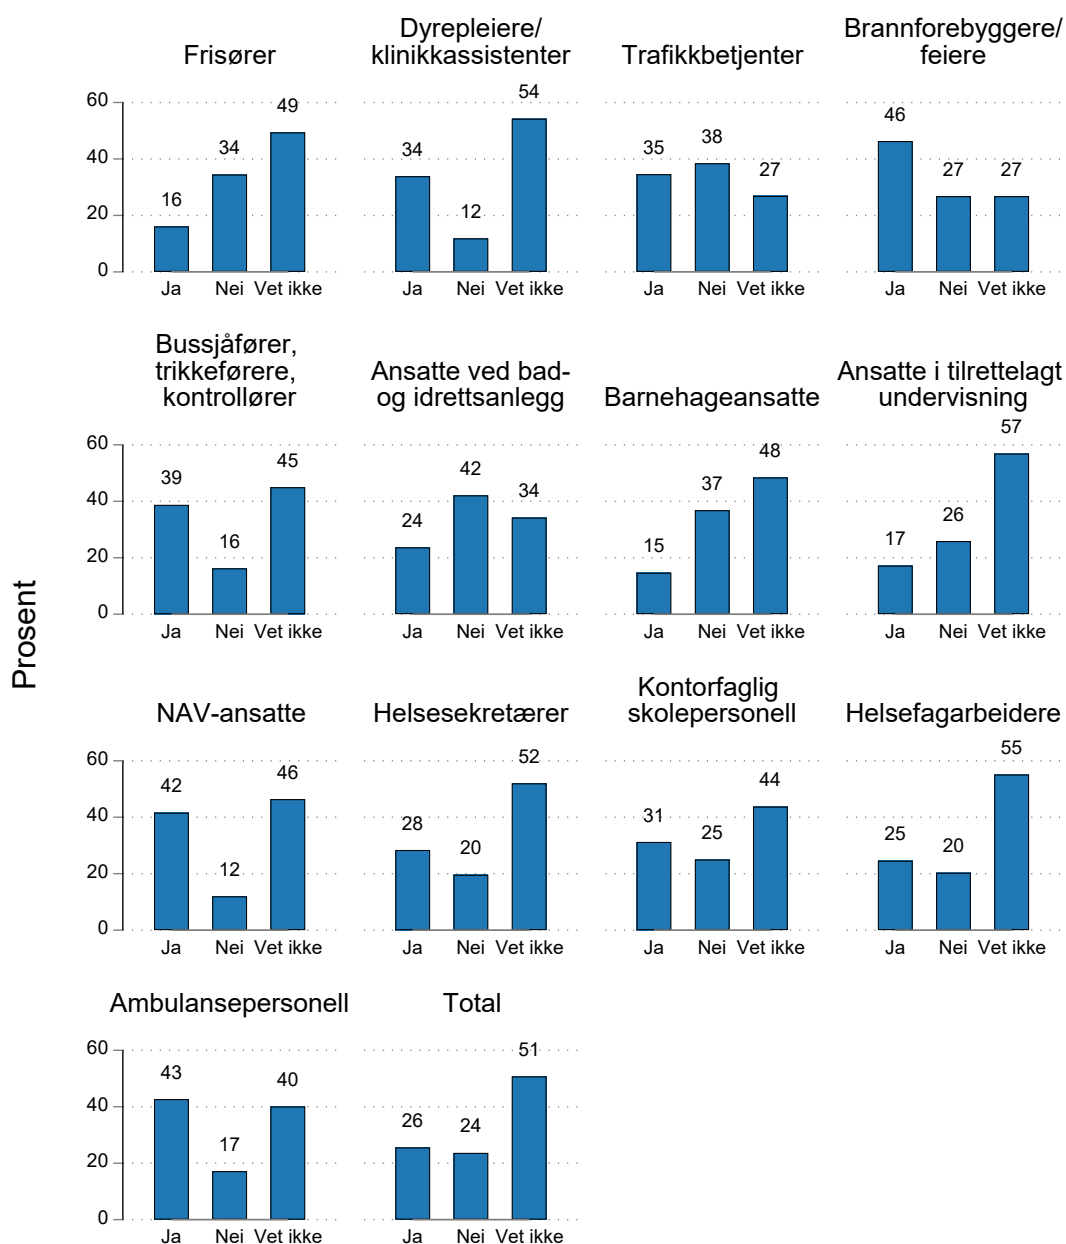 Prosent
Frisører
60
40
20
0
16
34
49
Ja Nei Vet ikke
Dyrepleiere/
klinikkassistenter
34
12
54
Ja Nei Vet ikke
Trafikkbetjenter
35
38
27
Ja Nei Vet ikke
Brannforebyggere/
feiere
46
27
27
Ja Nei Vet ikke
Bussjåfører,
trikkeførere,
kontrollører
60
40
20
0
39
16
45
Ja Nei Vet ikke
Ansatte ved bad-
og idrettsanlegg
24
42
34
Ja Nei Vet ikke
Barnehageansatte
15
37
48
Ja Nei Vet ikke
Ansatte i tilrettelagt
undervisning
17
26
57
Ja Nei Vet ikke
NAV-ansatte
60
40
20
0
42
12
46
Ja Nei Vet ikke
Helsesekretærer
28
20
52
Ja Nei Vet ikke
Kontorfaglig
skolepersonell
31
25
44
Ja Nei Vet ikke
Helsefagarbeidere
25
20
55
Ja Nei Vet ikke
Ambulansepersonell
60
40
20
0
43
17
40
Ja Nei Vet ikke
Total
26
24
51
Ja Nei Vet ikke